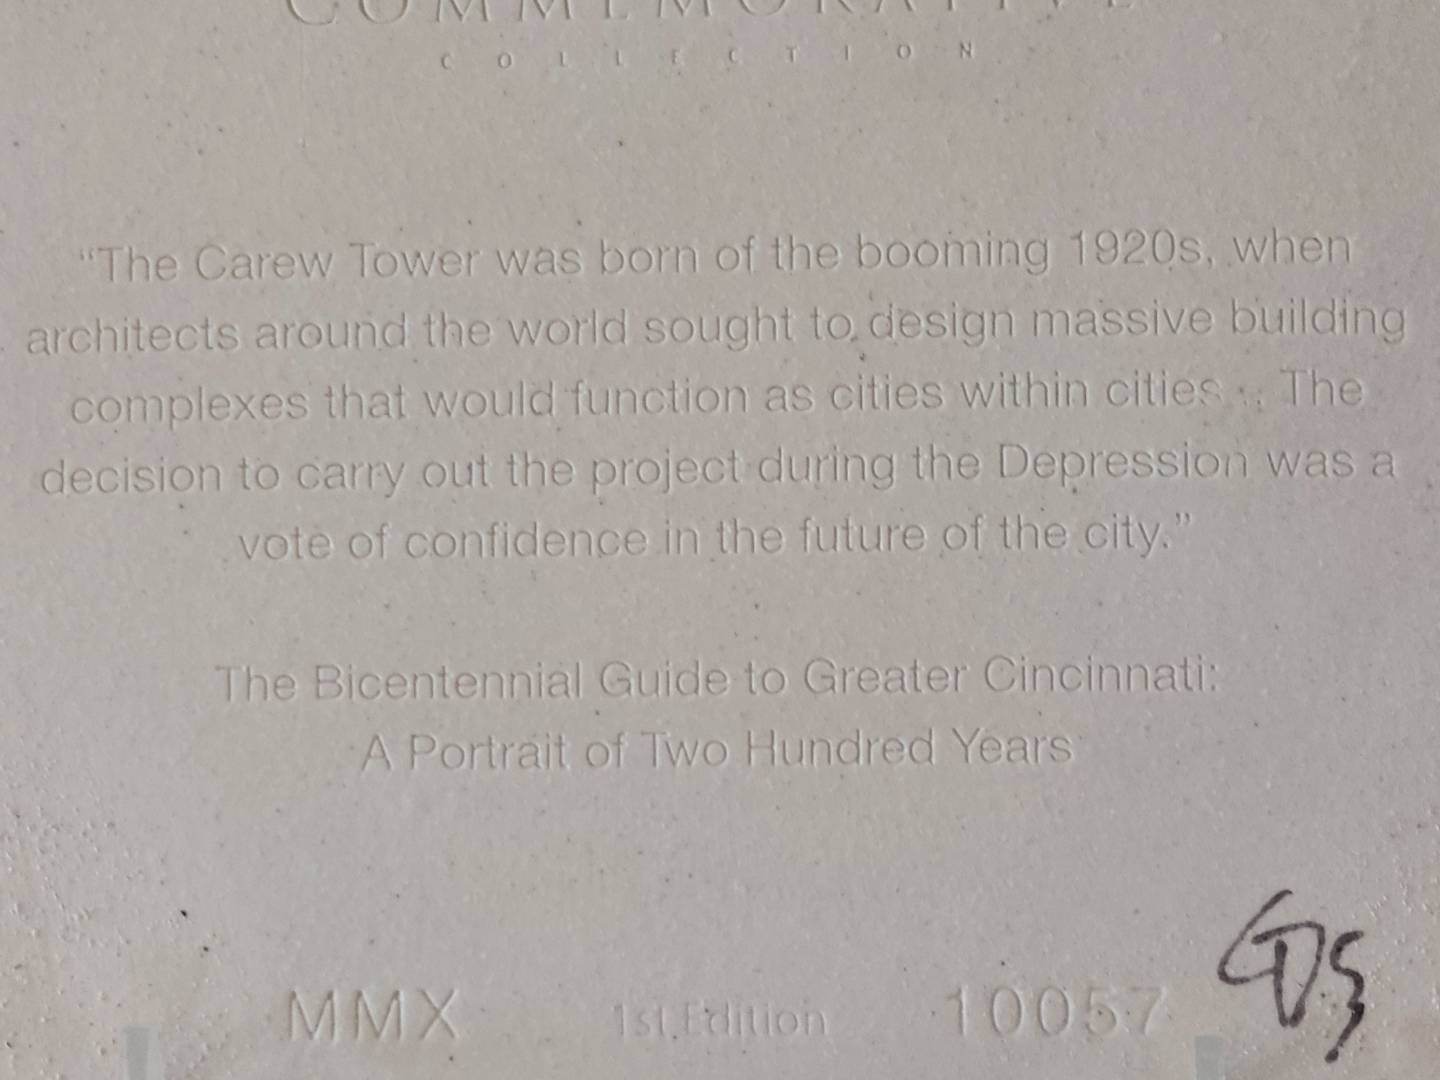 COMMEMORATIVE
COLLECTION
“The Carew Tower was born of the booming 1920s, when
architects around the world sought to design massive building
complexes that would function as cities within cities ... The
decision to carry out the project during the Depression was a
vote of confidence in the future of the city.”
The Bicentennial Guide to Greater Cincinnati:
A Portrait of Two Hundred Years
MMX 1st Edition 10057